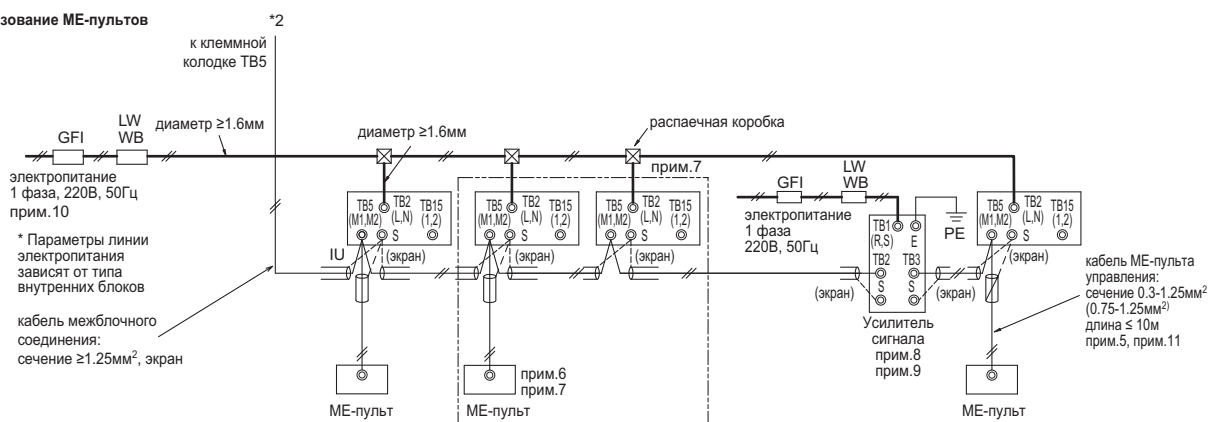 зование МЕ-пультов
*2
к клеммной
колодке TB5
GFI
LW
WB
диаметр ≥1.6мм
диаметр ≥1.6мм
распаечная коробка
прим.7
электропитание
1 фаза, 220В, 50Гц
прим.10
* Параметры линии
электропитания
зависят от типа
внутренних блоков
кабель межблочного
соединения:
сечение ≥1.25мм², экран
IU
TB5
(M1,M2)
TB2
(L,N)
TB15
(1,2)
S
(экран)
TB5
(M1,M2)
TB2
(L,N)
TB15
(1,2)
S
(экран)
TB5
(M1,M2)
TB2
(L,N)
TB15
(1,2)
S
(экран)
GFI
LW
WB
электропитание
1 фаза
220В, 50Гц
TB1
(R,S)
E
PE
TB2
TB3
S
S
(экран)
(экран)
Усилитель
сигнала
прим.8
прим.9
TB5
(M1,M2)
TB2
(L,N)
TB15
(1,2)
S
(экран)
кабель МЕ-пульта
управления:
сечение 0.3-1.25мм²
(0.75-1.25мм²)
длина ≤ 10м
прим.5, прим.11
МЕ-пульт
прим.6
прим.7
МЕ-пульт
МЕ-пульт